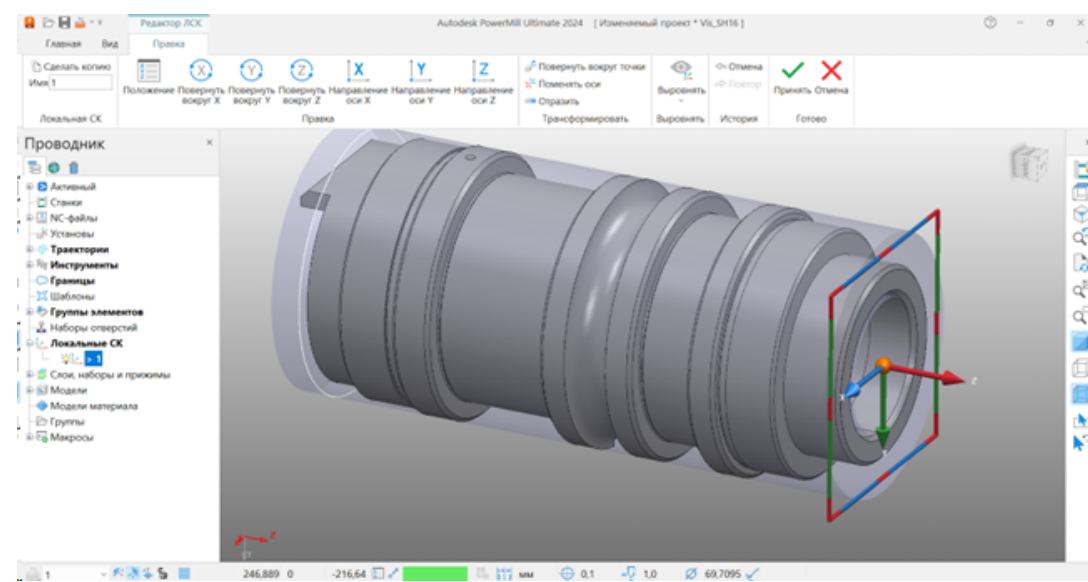 Редактор ЛСК
Autodesk PowerMill Ultimate 2024 [ Изменяемый проект * Vis_SH16 ]
Главная Вид Правка
Сделать копию
Имя 1
Локальная СК
Положение
Повернуть вокруг X
Повернуть вокруг Y
Повернуть вокруг Z
Направление оси X
Направление оси Y
Направление оси Z
Правка
Повернуть вокруг точки
Поменять оси
Отразить
Трансформировать
Выровнять
Выровнять
Отмена
Повтор
История
Принять Отмена
Готово
Проводник
Активный
Станки
NC-файлы
Установы
Траектории
Инструменты
Границы
Шаблоны
Группы элементов
Наборы отверстий
Локальные СК
> 1
Слои, наборы и прижимы
Модели
Модели материала
Группы
Макросы
Z
X
Z
1 246,889 0 -216,64 мм 0,1 1,0 69,7095